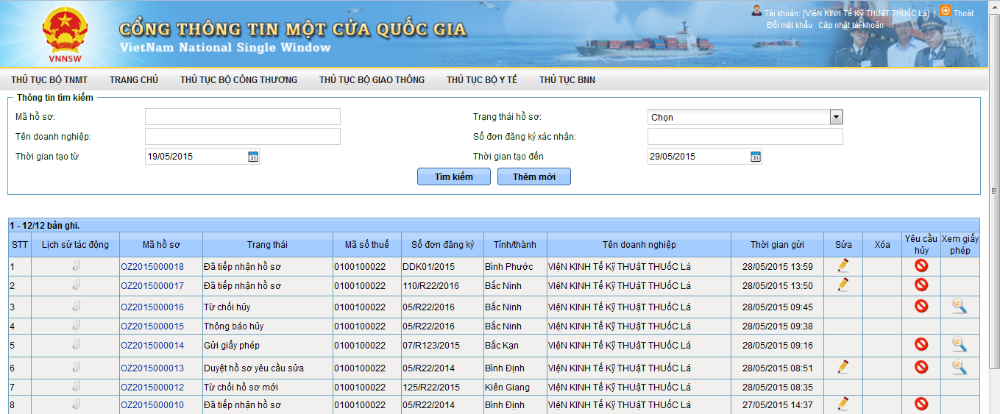 Tài khoản: [VIệN KINH Tế Kỹ THUậT THUốC Lá] | Thoát
Đổi mật khẩu Cập nhật tài khoản
CỔNG THÔNG TIN MỘT CỬA QUỐC GIA
VietNam National Single Window
VNNSW
THỦ TỤC BỘ TNMT TRANG CHỦ THỦ TỤC BỘ CÔNG THƯƠNG THỦ TỤC BỘ GIAO THÔNG THỦ TỤC BỘ Y TẾ THỦ TỤC BNN
Thông tin tìm kiếm
Mã hồ sơ: Trạng thái hồ sơ: Chọn
Tên doanh nghiệp: Số đơn đăng ký xác nhận:
Thời gian tạo từ 19/05/2015 31 Thời gian tạo đến 29/05/2015 31
Tìm kiếm Thêm mới
1 - 12/12 bản ghi.
STT Lịch sử tác động Mã hồ sơ Trạng thái Mã số thuế Số đơn đăng ký Tỉnh/thành Tên doanh nghiệp Thời gian gửi Sửa Xóa Yêu cầu hủy Xem giấy phép
1 OZ2015000018 Đã tiếp nhận hồ sơ 0100100022 DDK01/2015 Bình Phước VIệN KINH Tế Kỹ THUậT THUốC Lá 28/05/2015 13:59
2 OZ2015000017 Đã tiếp nhận hồ sơ 0100100022 110/R22/2016 Bắc Ninh VIệN KINH Tế Kỹ THUậT THUốC Lá 28/05/2015 13:50
3 OZ2015000016 Từ chối hủy 0100100022 05/R22/2016 Bắc Ninh VIệN KINH Tế Kỹ THUậT THUốC Lá 28/05/2015 09:45
4 OZ2015000015 Thông báo hủy 0100100022 05/R22/2016 Bắc Ninh VIệN KINH Tế Kỹ THUậT THUốC Lá 28/05/2015 09:38
5 OZ2015000014 Gửi giấy phép 0100100022 07/R123/2015 Bắc Kạn VIệN KINH Tế Kỹ THUậT THUốC Lá 28/05/2015 09:16
6 OZ2015000013 Duyệt hồ sơ yêu cầu sửa 0100100022 05/R22/2014 Bình Định VIệN KINH Tế Kỹ THUậT THUốC Lá 28/05/2015 08:51
7 OZ2015000012 Từ chối hồ sơ mới 0100100022 125/R22/2015 Kiên Giang VIệN KINH Tế Kỹ THUậT THUốC Lá 28/05/2015 08:35
8 OZ2015000010 Đã tiếp nhận hồ sơ 0100100022 05/R22/2014 Bình Định VIệN KINH Tế Kỹ THUậT THUốC Lá 27/05/2015 14:37